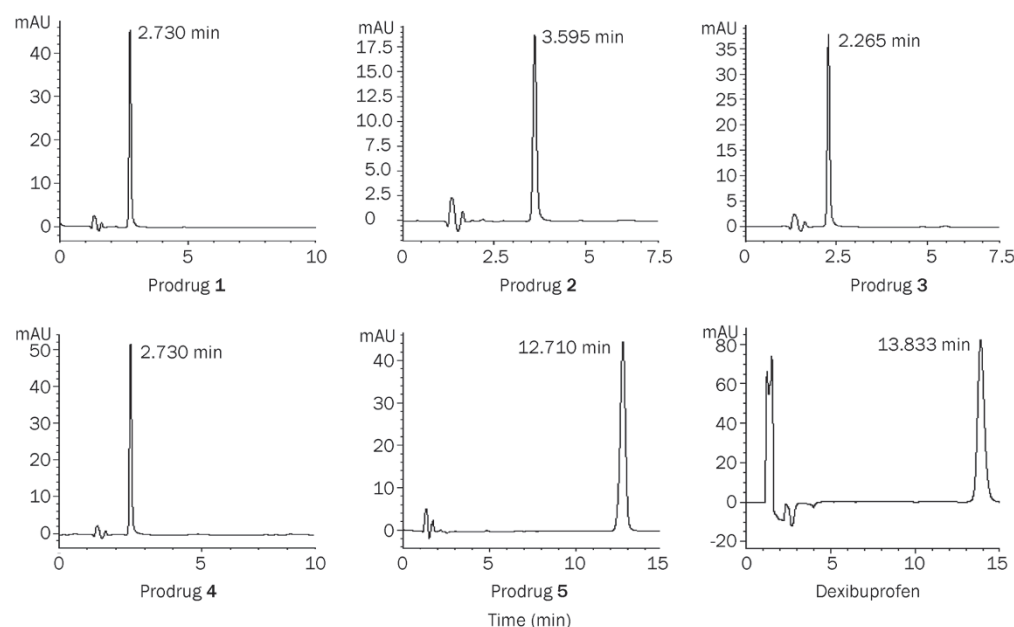 mAU
2.730 min
40
30
20
10
0
0 5 10
Prodrug 1
mAU
3.595 min
17.5
15.0
12.5
10.0
7.5
5.0
2.5
0
0 2.5 5 7.5
Prodrug 2
mAU
2.265 min
35
30
25
20
15
10
5
0
0 2.5 5 7.5
Prodrug 3
mAU
2.730 min
50
40
30
20
10
0
0 5 10
Prodrug 4
mAU
12.710 min
40
30
20
10
0
0 5 10 15
Prodrug 5
mAU
13.833 min
80
60
40
20
0
-20
0 5 10 15
Dexibuprofen
Time (min)